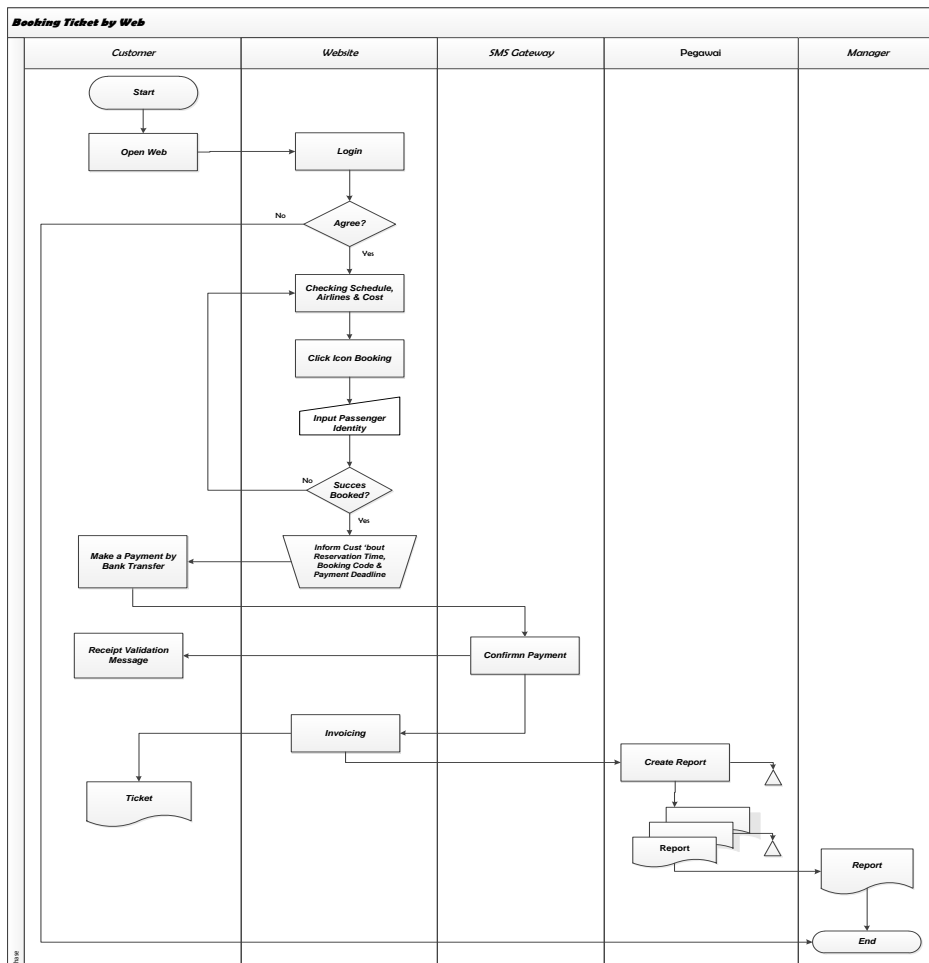 Booking Ticket by Web
Customer
Website
SMS Gateway
Pegawai
Manager
Start
Open Web
Login
No
Agree?
Yes
Checking Schedule,
Airlines & Cost
Click Icon Booking
Input Passenger
Identity
No
Succes
Booked?
Yes
Make a Payment by
Bank Transfer
Inform Cust 'bout
Reservation Time,
Booking Code &
Payment Deadline
Receipt Validation
Message
Confirmn Payment
Invoicing
Create Report
Ticket
Report
Report
End